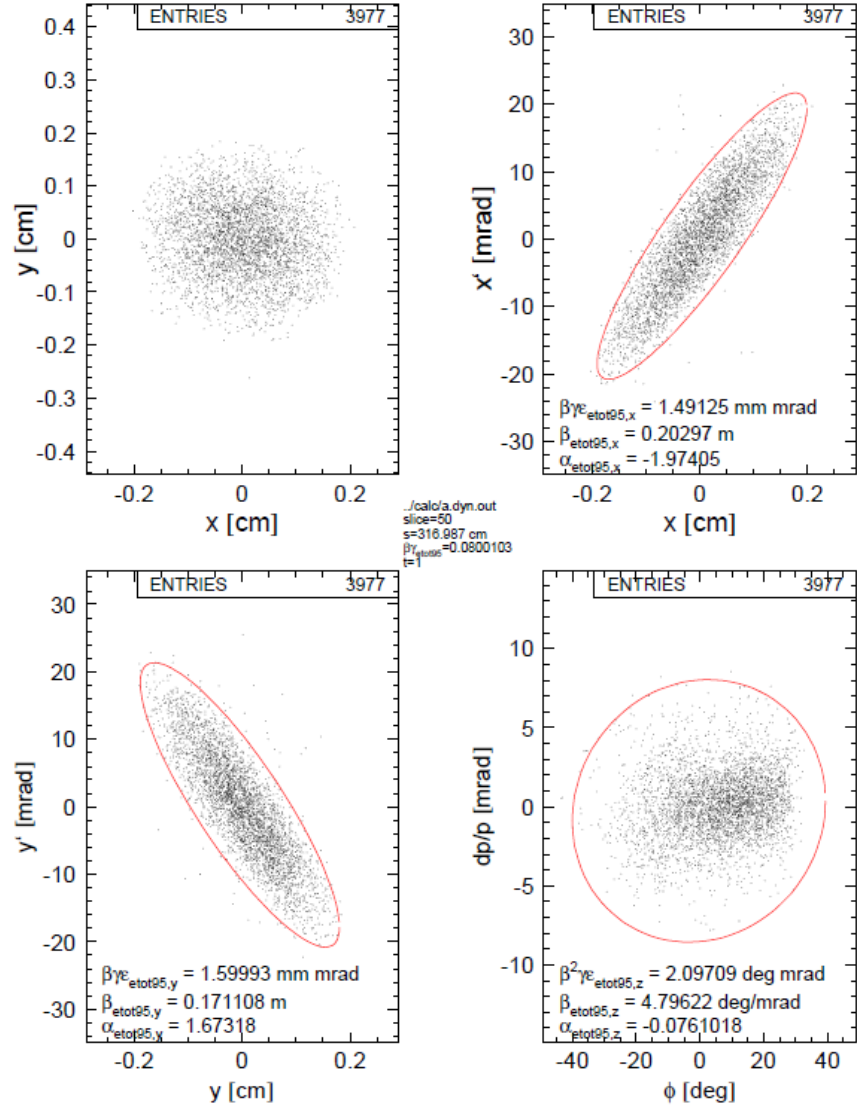 ENTRIES 3977
0.4
0.3
0.2
0.1
0
-0.1
-0.2
-0.3
-0.4
y [cm]
-0.2 0 0.2
x [cm]
ENTRIES 3977
30
20
10
0
-10
-20
-30
x' [mrad]
βγε_etot95,x = 1.49125 mm mrad
β_etot95,x = 0.20297 m
α_etot95,x = -1.97405
-0.2 0 0.2
x [cm]
../calc/a.dyn.out
slice=50
s=316.987 cm
βγ_etot95=0.0800103
t=1
ENTRIES 3977
30
20
10
0
-10
-20
-30
y' [mrad]
βγε_etot95,y = 1.59993 mm mrad
β_etot95,y = 0.171108 m
α_etot95,y = 1.67318
-0.2 0 0.2
y [cm]
ENTRIES 3977
10
5
0
-5
-10
dp/p [mrad]
β²γε_etot95,z = 2.09709 deg mrad
β_etot95,z = 4.79622 deg/mrad
α_etot95,z = -0.0761018
-40 -20 0 20 40
ϕ [deg]